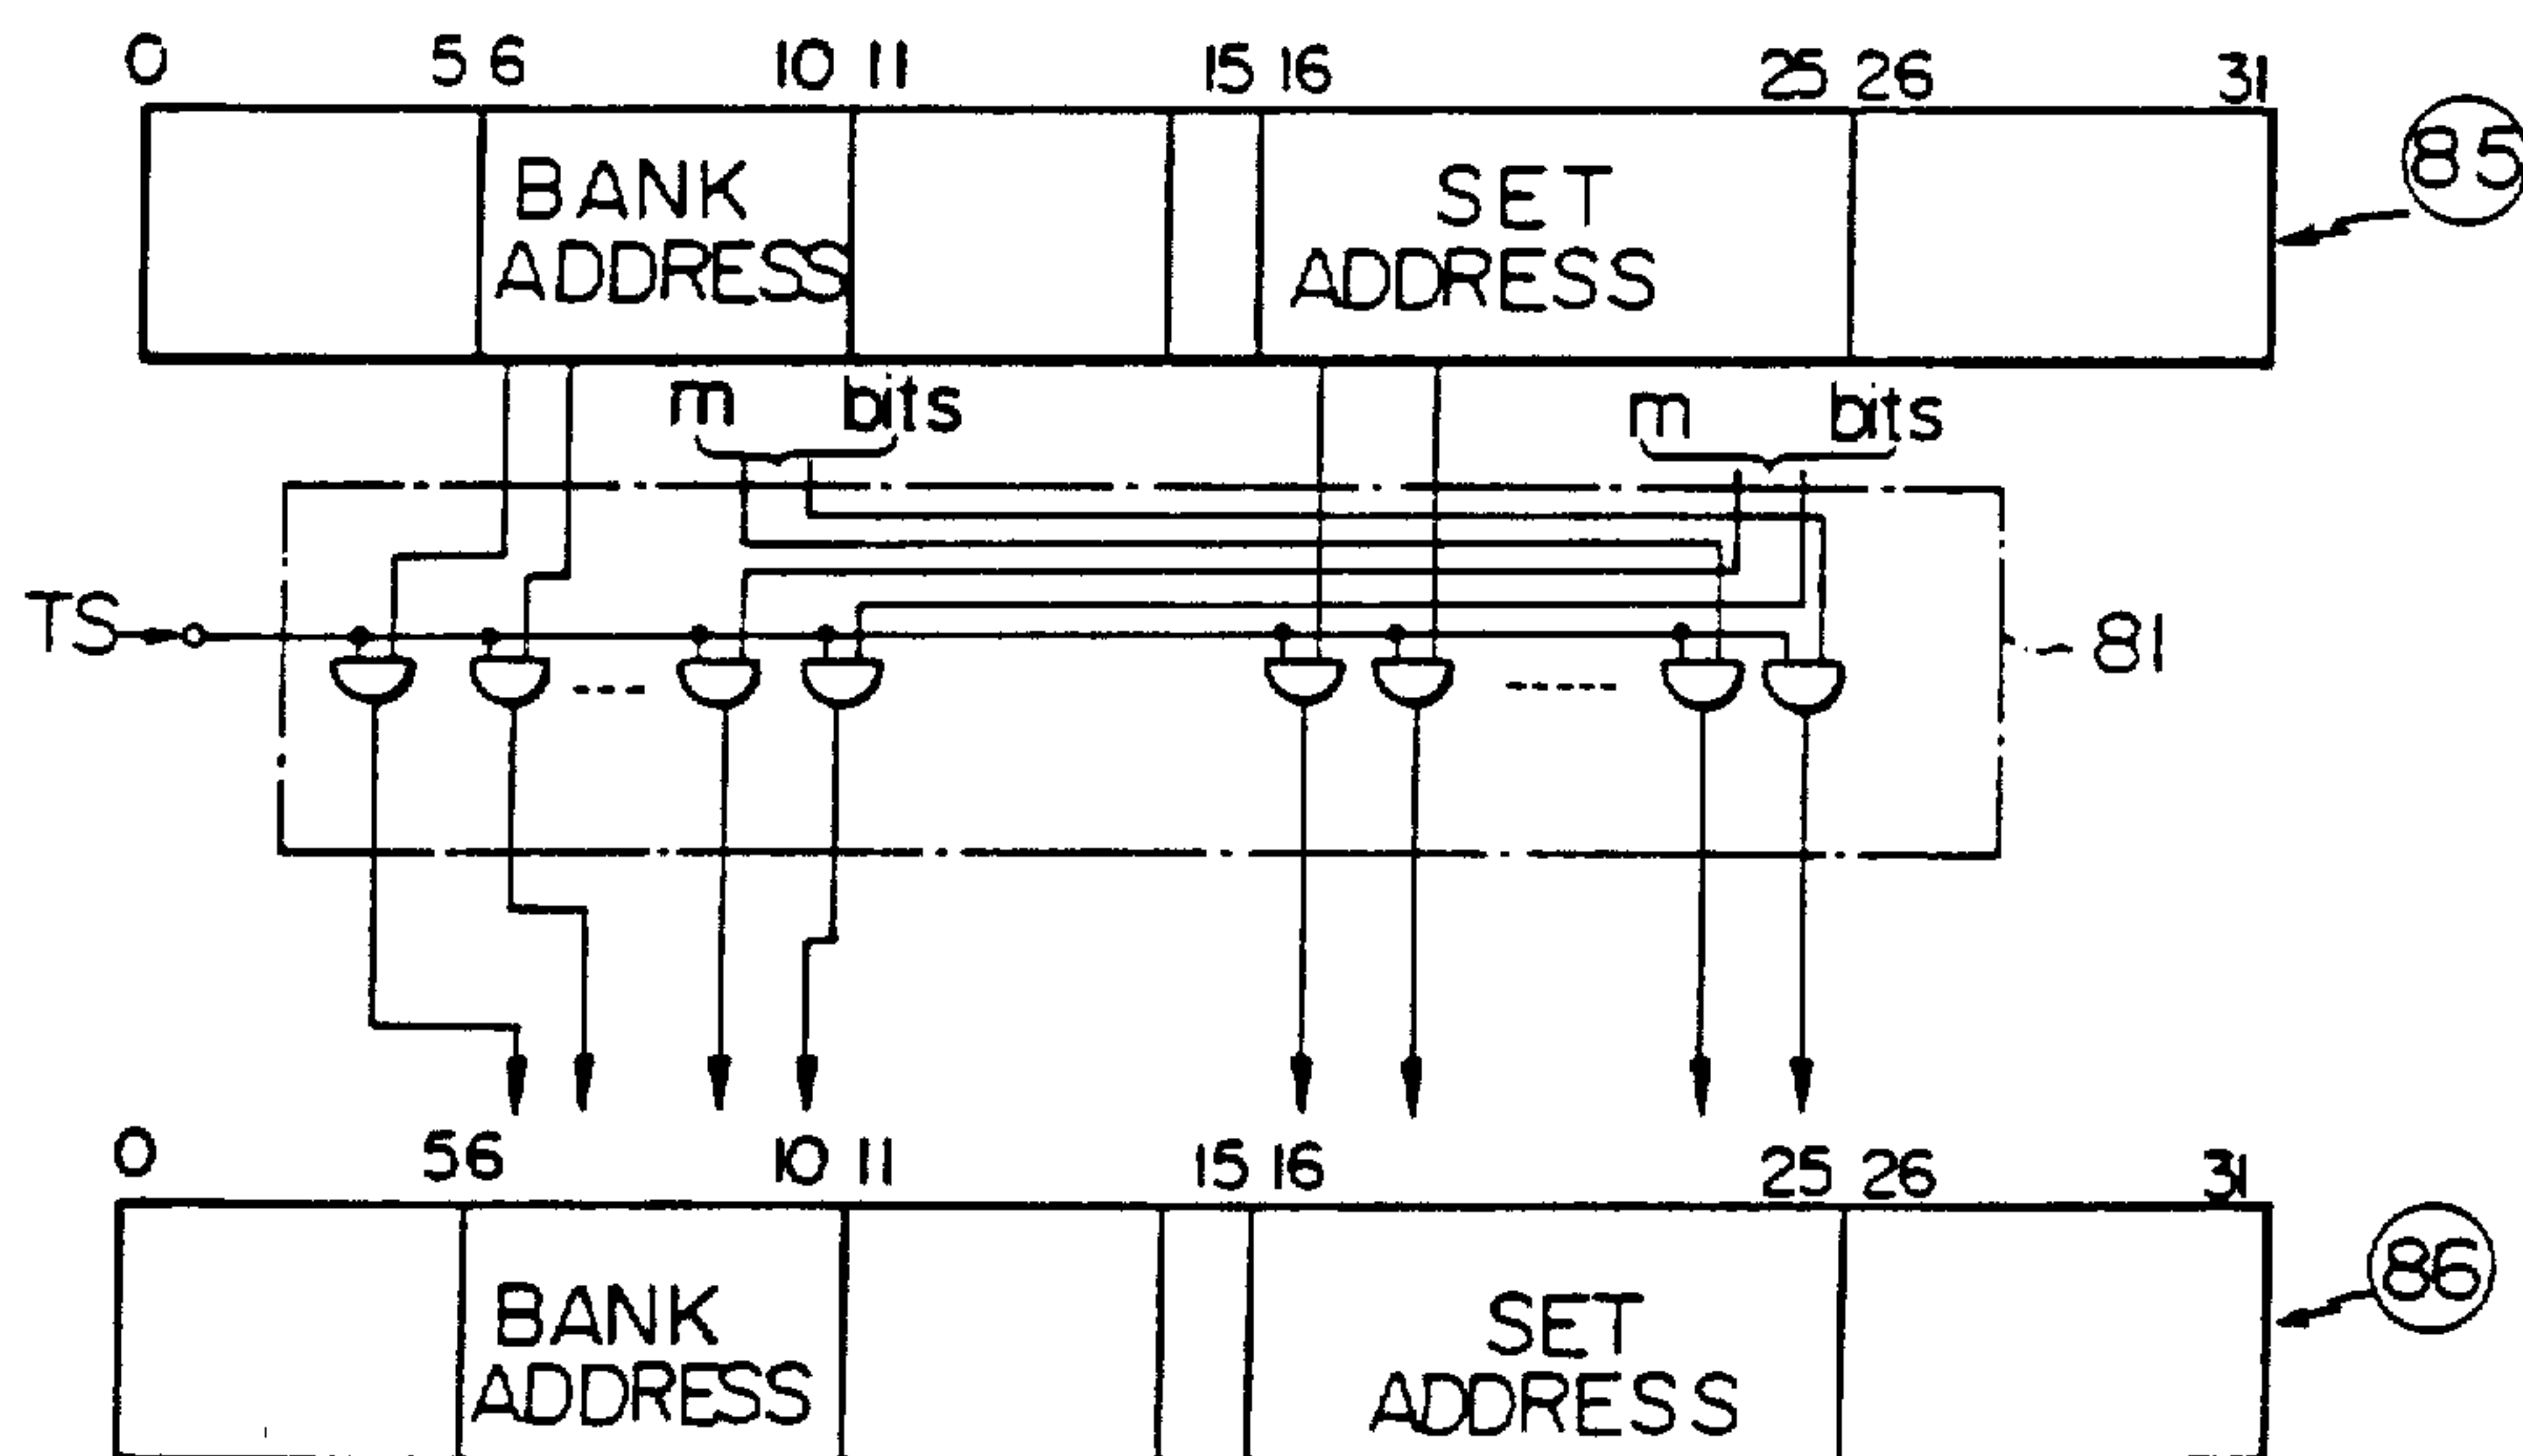 0 5 6 10 11 15 16 25 26 31
85
BANK
ADDRESS
SET
ADDRESS
m bits
m bits
TS
81
0 5 6 10 11 15 16 25 26 31
86
BANK
ADDRESS
SET
ADDRESS